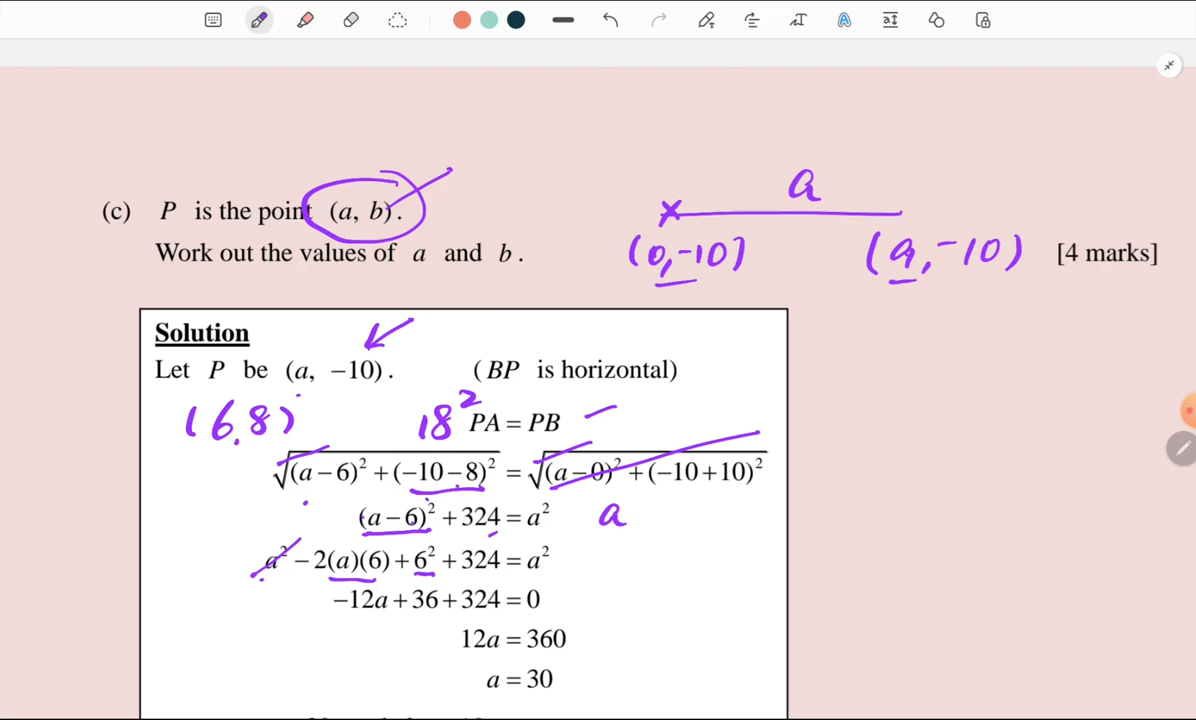 a
(c) P is the point (a, b).
(0,-10) (a,-10)
Work out the values of a and b. [4 marks]
Solution
Let P be (a, −10). (BP is horizontal)
(6,8) 18² PA = PB
√(a−6)² + (−10−8)² = √(a−0)² + (−10+10)²
(a−6)² + 324 = a² a
a² − 2(a)(6) + 6² + 324 = a²
−12a + 36 + 324 = 0
12a = 360
a = 30